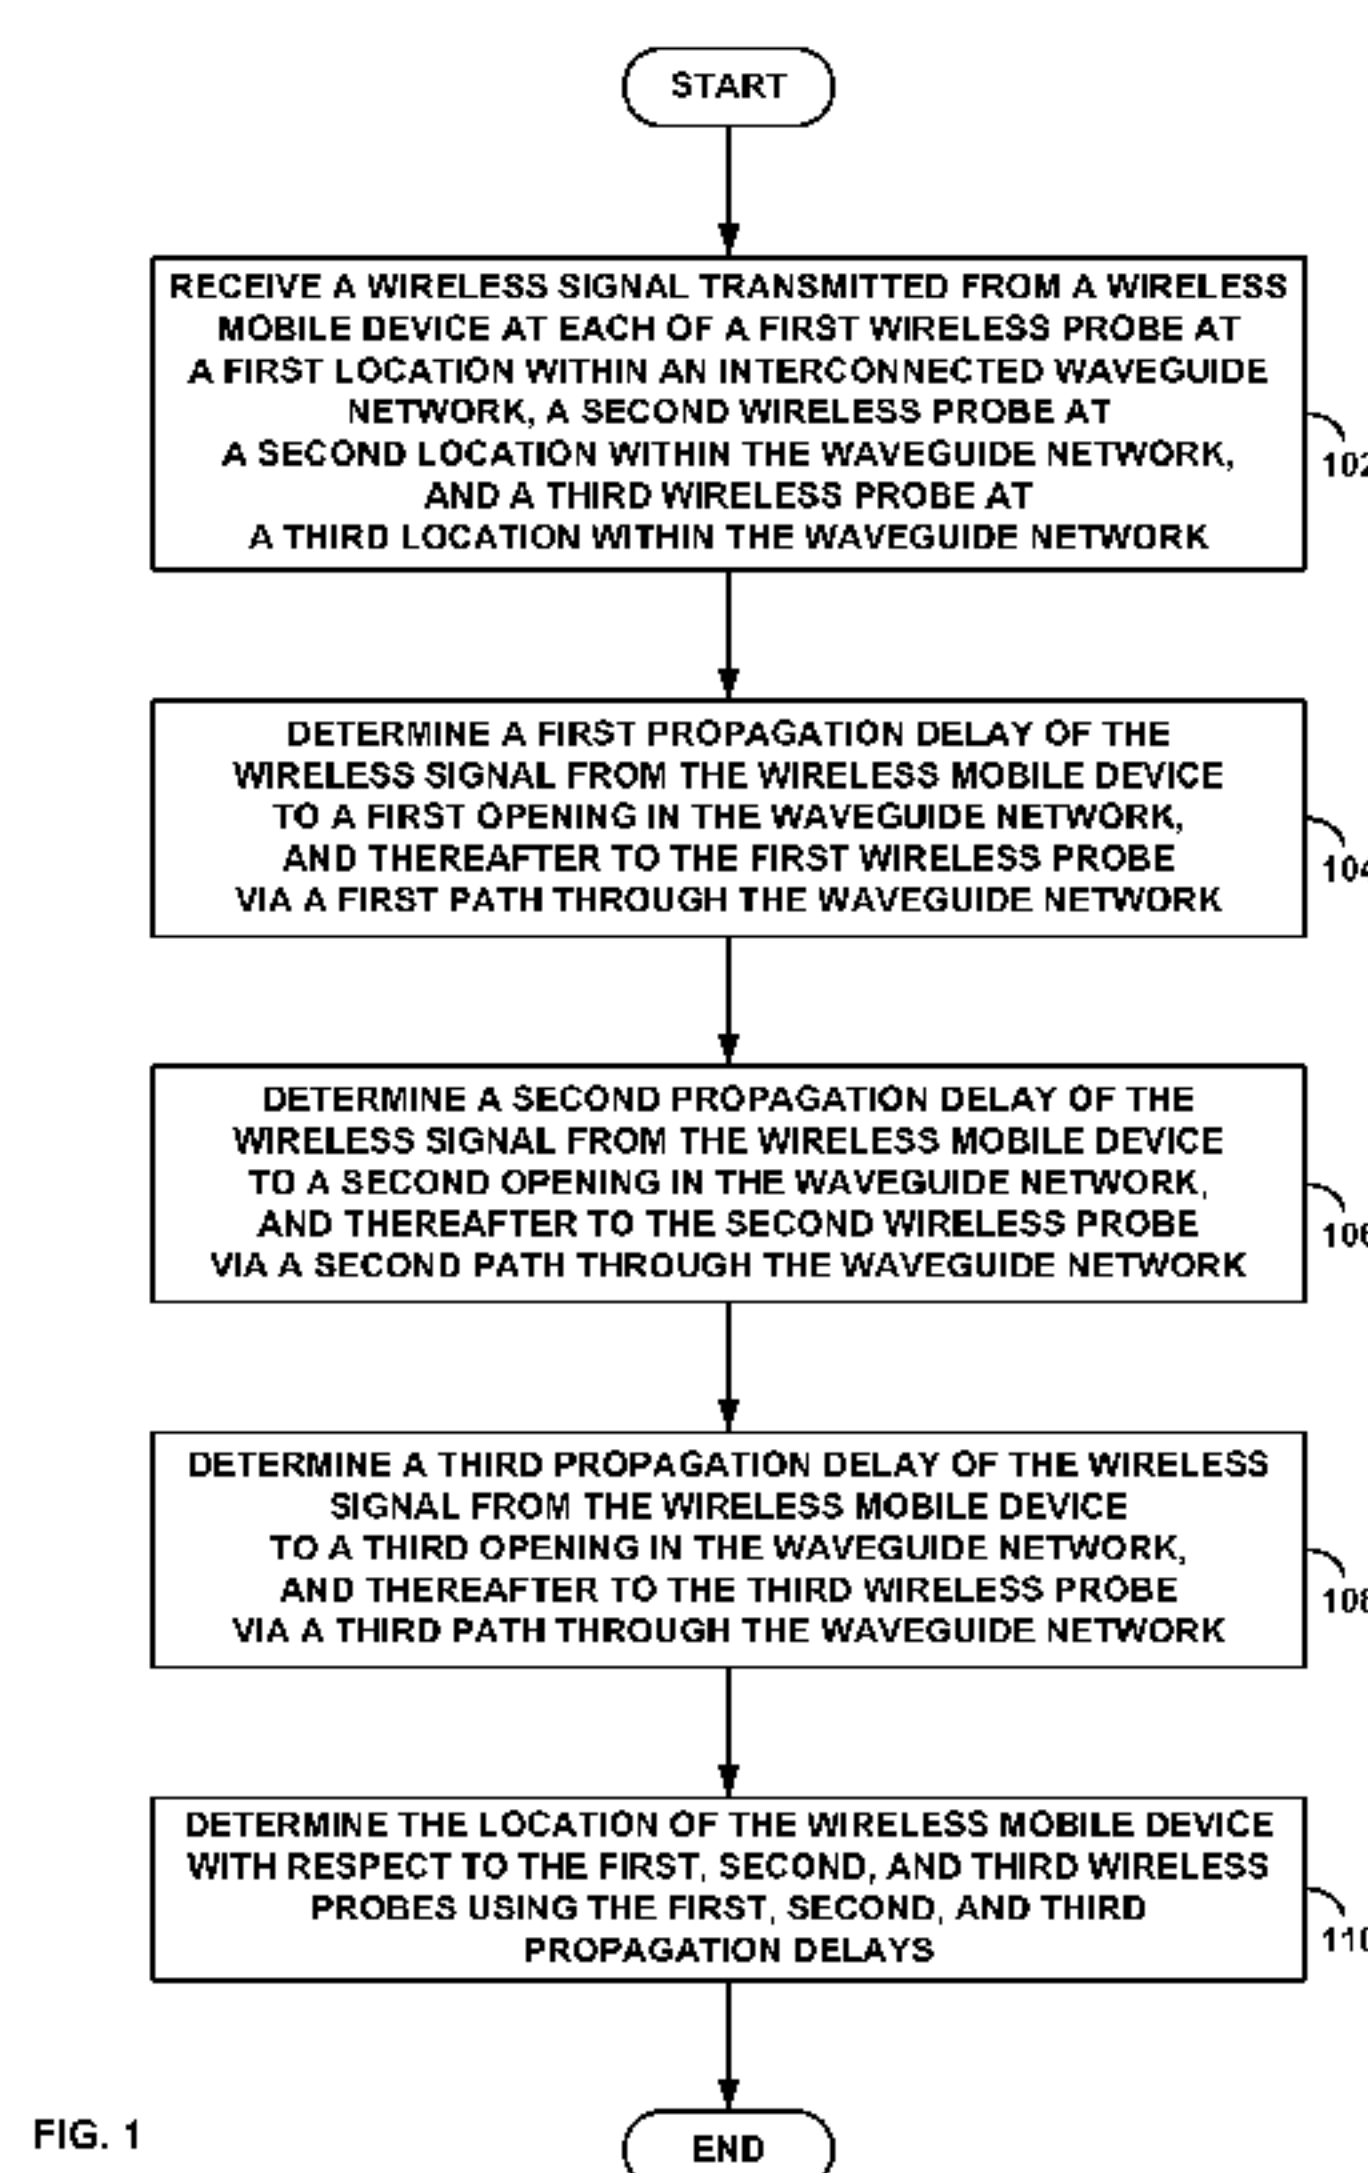 START
RECEIVE A WIRELESS SIGNAL TRANSMITTED FROM A WIRELESS
MOBILE DEVICE AT EACH OF A FIRST WIRELESS PROBE AT
A FIRST LOCATION WITHIN AN INTERCONNECTED WAVEGUIDE
NETWORK, A SECOND WIRELESS PROBE AT
A SECOND LOCATION WITHIN THE WAVEGUIDE NETWORK,
AND A THIRD WIRELESS PROBE AT
A THIRD LOCATION WITHIN THE WAVEGUIDE NETWORK
102
DETERMINE A FIRST PROPAGATION DELAY OF THE
WIRELESS SIGNAL FROM THE WIRELESS MOBILE DEVICE
TO A FIRST OPENING IN THE WAVEGUIDE NETWORK,
AND THEREAFTER TO THE FIRST WIRELESS PROBE
VIA A FIRST PATH THROUGH THE WAVEGUIDE NETWORK
104
DETERMINE A SECOND PROPAGATION DELAY OF THE
WIRELESS SIGNAL FROM THE WIRELESS MOBILE DEVICE
TO A SECOND OPENING IN THE WAVEGUIDE NETWORK,
AND THEREAFTER TO THE SECOND WIRELESS PROBE
VIA A SECOND PATH THROUGH THE WAVEGUIDE NETWORK
106
DETERMINE A THIRD PROPAGATION DELAY OF THE WIRELESS
SIGNAL FROM THE WIRELESS MOBILE DEVICE
TO A THIRD OPENING IN THE WAVEGUIDE NETWORK,
AND THEREAFTER TO THE THIRD WIRELESS PROBE
VIA A THIRD PATH THROUGH THE WAVEGUIDE NETWORK
108
DETERMINE THE LOCATION OF THE WIRELESS MOBILE DEVICE
WITH RESPECT TO THE FIRST, SECOND, AND THIRD WIRELESS
PROBES USING THE FIRST, SECOND, AND THIRD
PROPAGATION DELAYS
110
END
FIG. 1